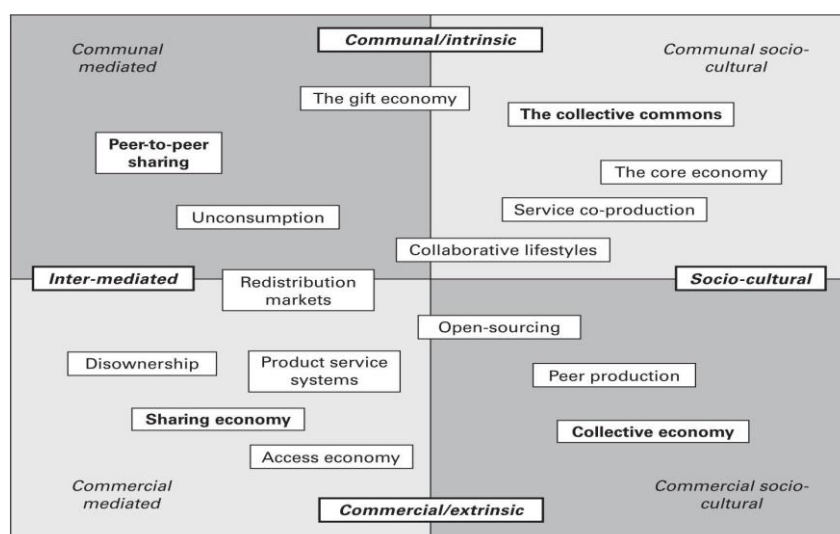 Communal
mediated
Communal/intrinsic
Communal socio-
cultural
The gift economy
The collective commons
Peer-to-peer
sharing
The core economy
Unconsumption
Service co-production
Collaborative lifestyles
Inter-mediated
Redistribution
markets
Socio-cultural
Open-sourcing
Disownership
Product service
systems
Peer production
Sharing economy
Collective economy
Access economy
Commercial
mediated
Commercial/extrinsic
Commercial socio-
cultural